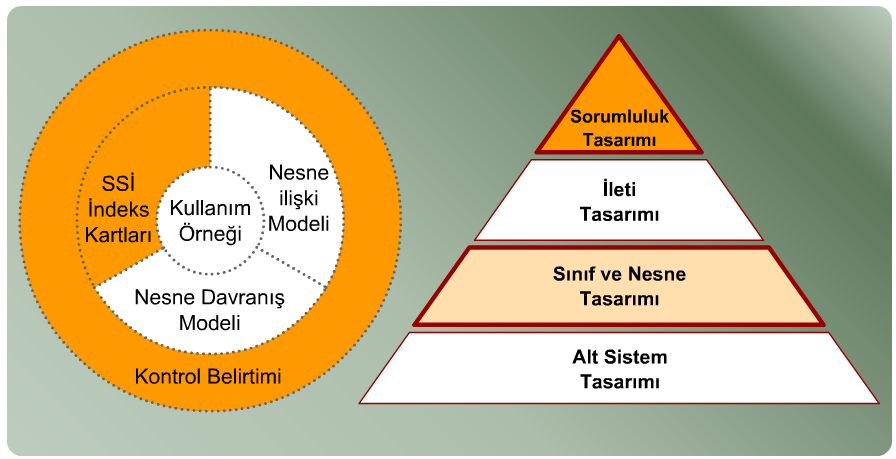 SSİ
İndeks
Kartları
Kullanım
Örneği
Nesne
ilişki
Modeli
Nesne Davranış
Modeli
Kontrol Belirtimi
Sorumluluk
Tasarımı
İleti
Tasarımı
Sınıf ve Nesne
Tasarımı
Alt Sistem
Tasarımı